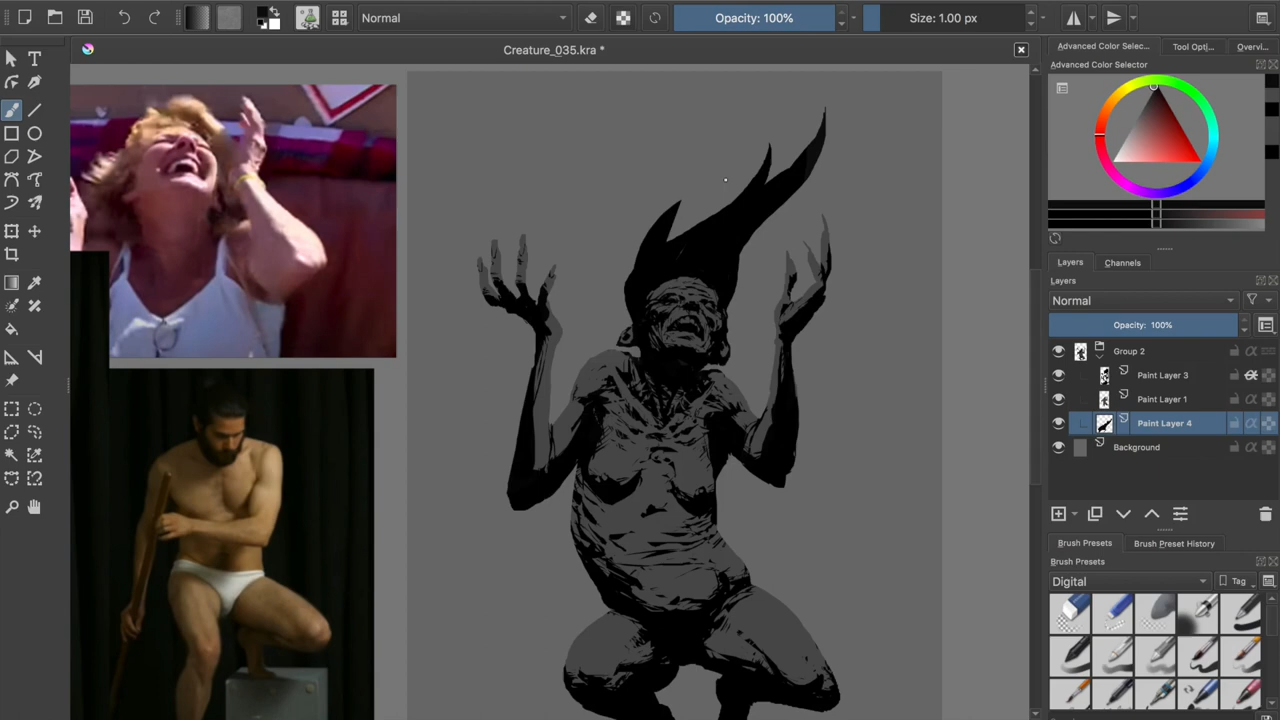 Normal
Opacity: 100%
Size: 1.00 px
Creature_035.kra *
Advanced Color Selec...
Tool Opti...
Overvi...
Advanced Color Selector
Layers
Channels
Layers
Normal
Opacity: 100%
Group 2
Paint Layer 3
Paint Layer 1
Paint Layer 4
Background
Brush Presets
Brush Preset History
Brush Presets
Digital
Tag